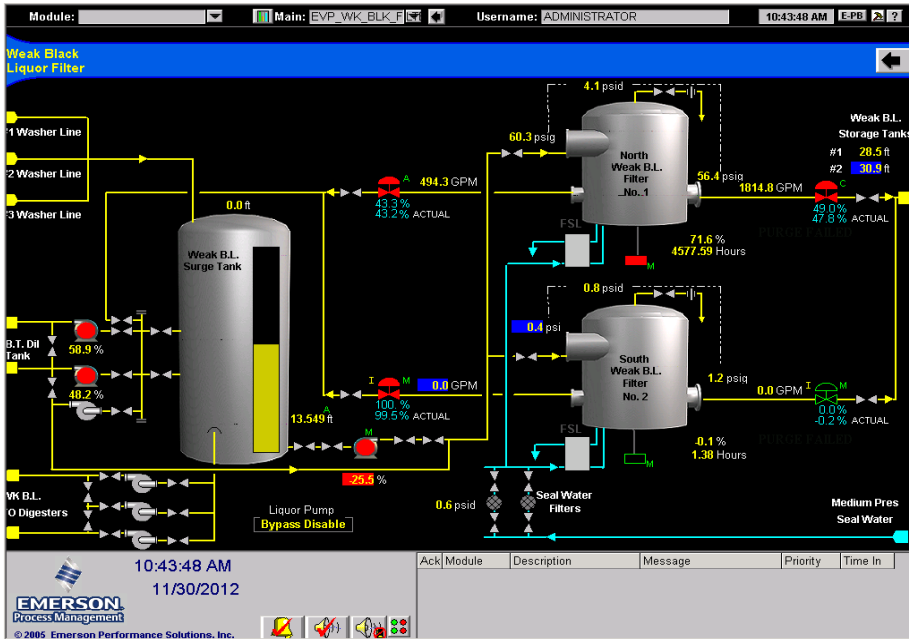 Module: Main: EVP_WK_BLK_F Username: ADMINISTRATOR 10:43:48 AM E-PB ?
Weak Black
Liquor Filter
#1 Washer Line
#2 Washer Line
#3 Washer Line
0.0 ft
Weak B.L.
Surge Tank
13.549 ft
A
B.T. Dil
Tank
58.9 %
48.2 %
WK B.L.
TO Digesters
A
494.3 GPM
43.3 %
43.2 % ACTUAL
I M
0.0 GPM
100. %
99.5 % ACTUAL
M
-25.5 %
Liquor Pump
Bypass Disable
4.1 psid
60.3 psig
North
Weak B.L.
Filter
No. 1
56.4 psig
1814.8 GPM
C
49.0 %
47.8 % ACTUAL
PURGE FAILED
FSL
M
71.6 %
4577.59 Hours
Weak B.L.
Storage Tanks
#1 28.5 ft
#2 30.9 ft
0.8 psid
0.4 psi
South
Weak B.L.
Filter
No. 2
1.2 psig
0.0 GPM
I M
0.0 %
-0.2 % ACTUAL
PURGE FAILED
FSL
M
-0.1 %
1.38 Hours
0.6 psid
Seal Water
Filters
Medium Pres
Seal Water
10:43:48 AM
11/30/2012
EMERSON.
Process Management
© 2005 Emerson Performance Solutions, Inc.
Ack Module Description Message Priority Time In